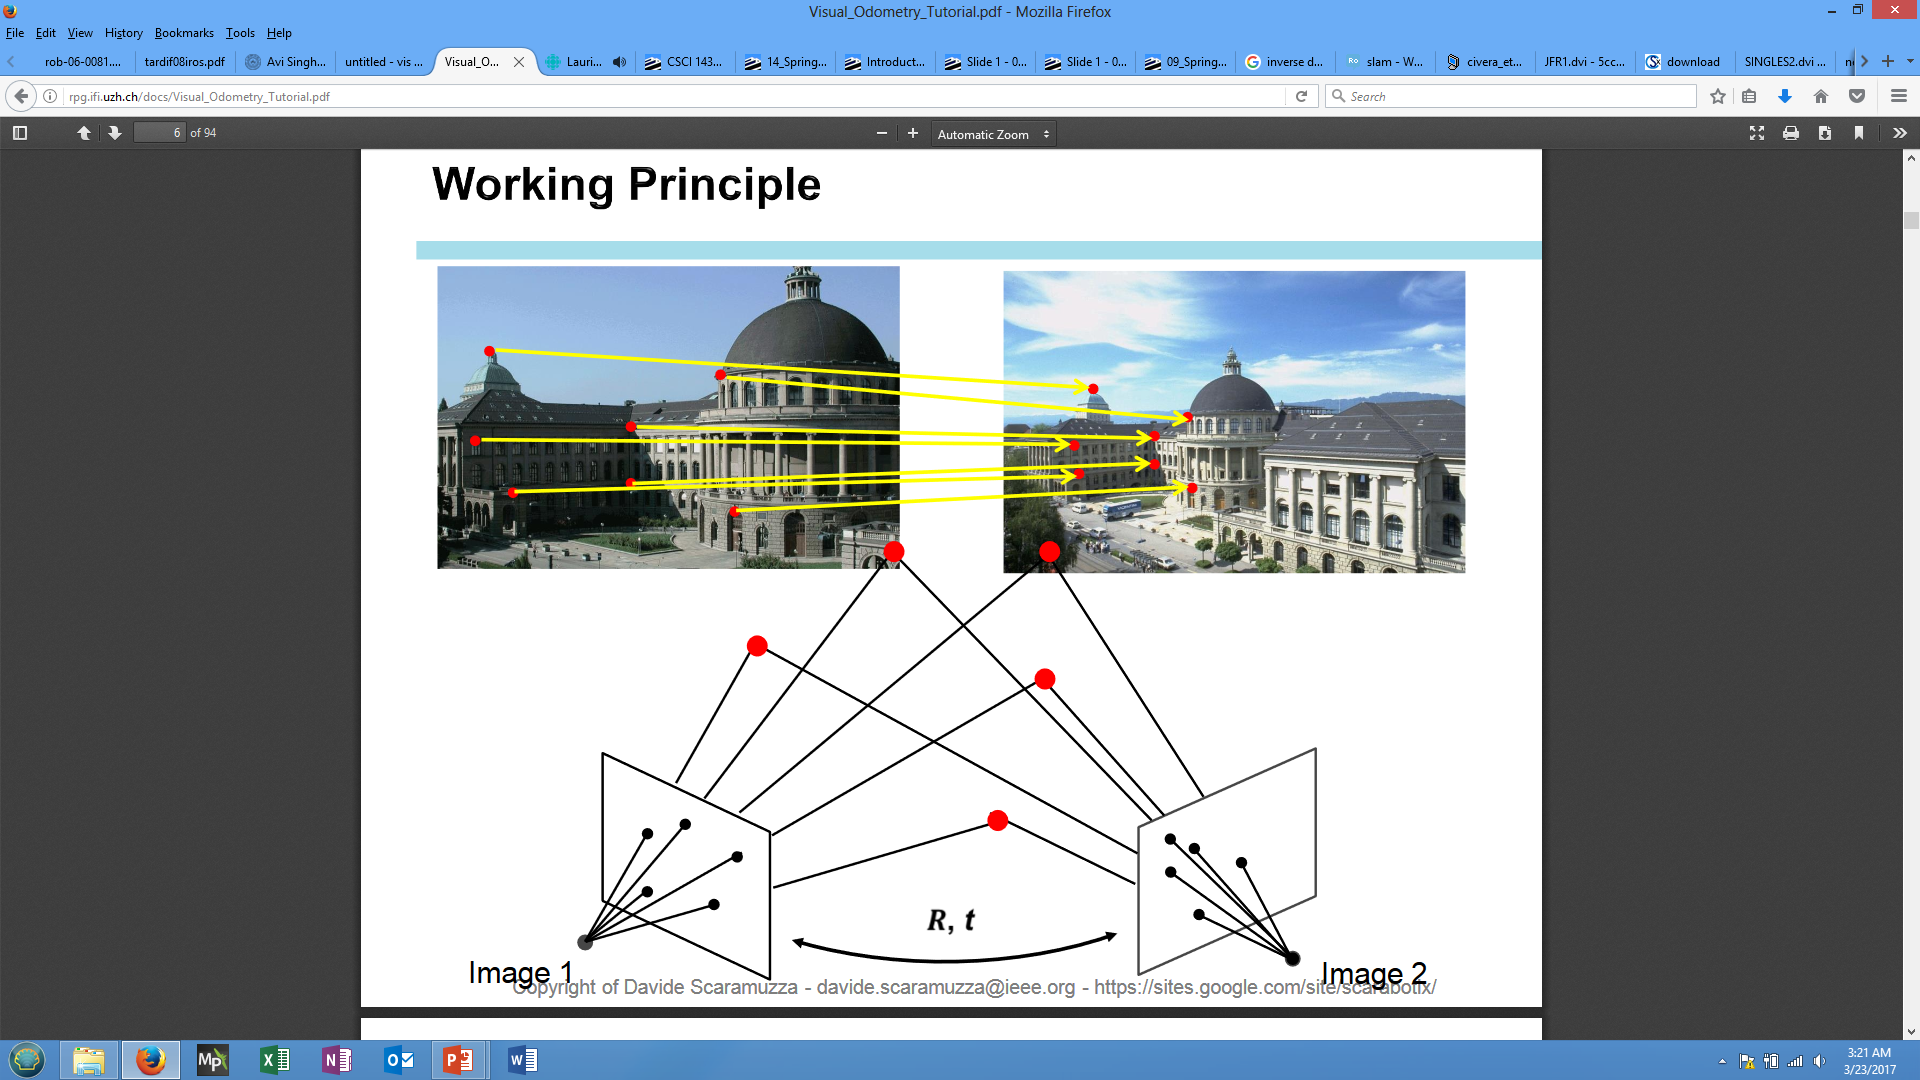 Visual_Odometry_Tutorial.pdf - Mozilla Firefox
File Edit View History Bookmarks Tools Help
rob-06-0081.... tardif08iros.pdf Avi Singh... untitled - vis ... Visual_O... Lauri... CSCI 143... 14_Spring... Introduct... Slide 1 - 0... Slide 1 - 0... 09_Spring... inverse d... slam - W... civera_et... JFR1.dvi - 5cc... download SINGLES2.dvi ...
rpg.ifi.uzh.ch/docs/Visual_Odometry_Tutorial.pdf Search
6 of 94 Automatic Zoom
Working Principle
R, t
Image 1 Image 2
Copyright of Davide Scaramuzza - davide.scaramuzza@ieee.org - https://sites.google.com/site/scarabotix/
Mp X N O P W
3:21 AM
3/23/2017